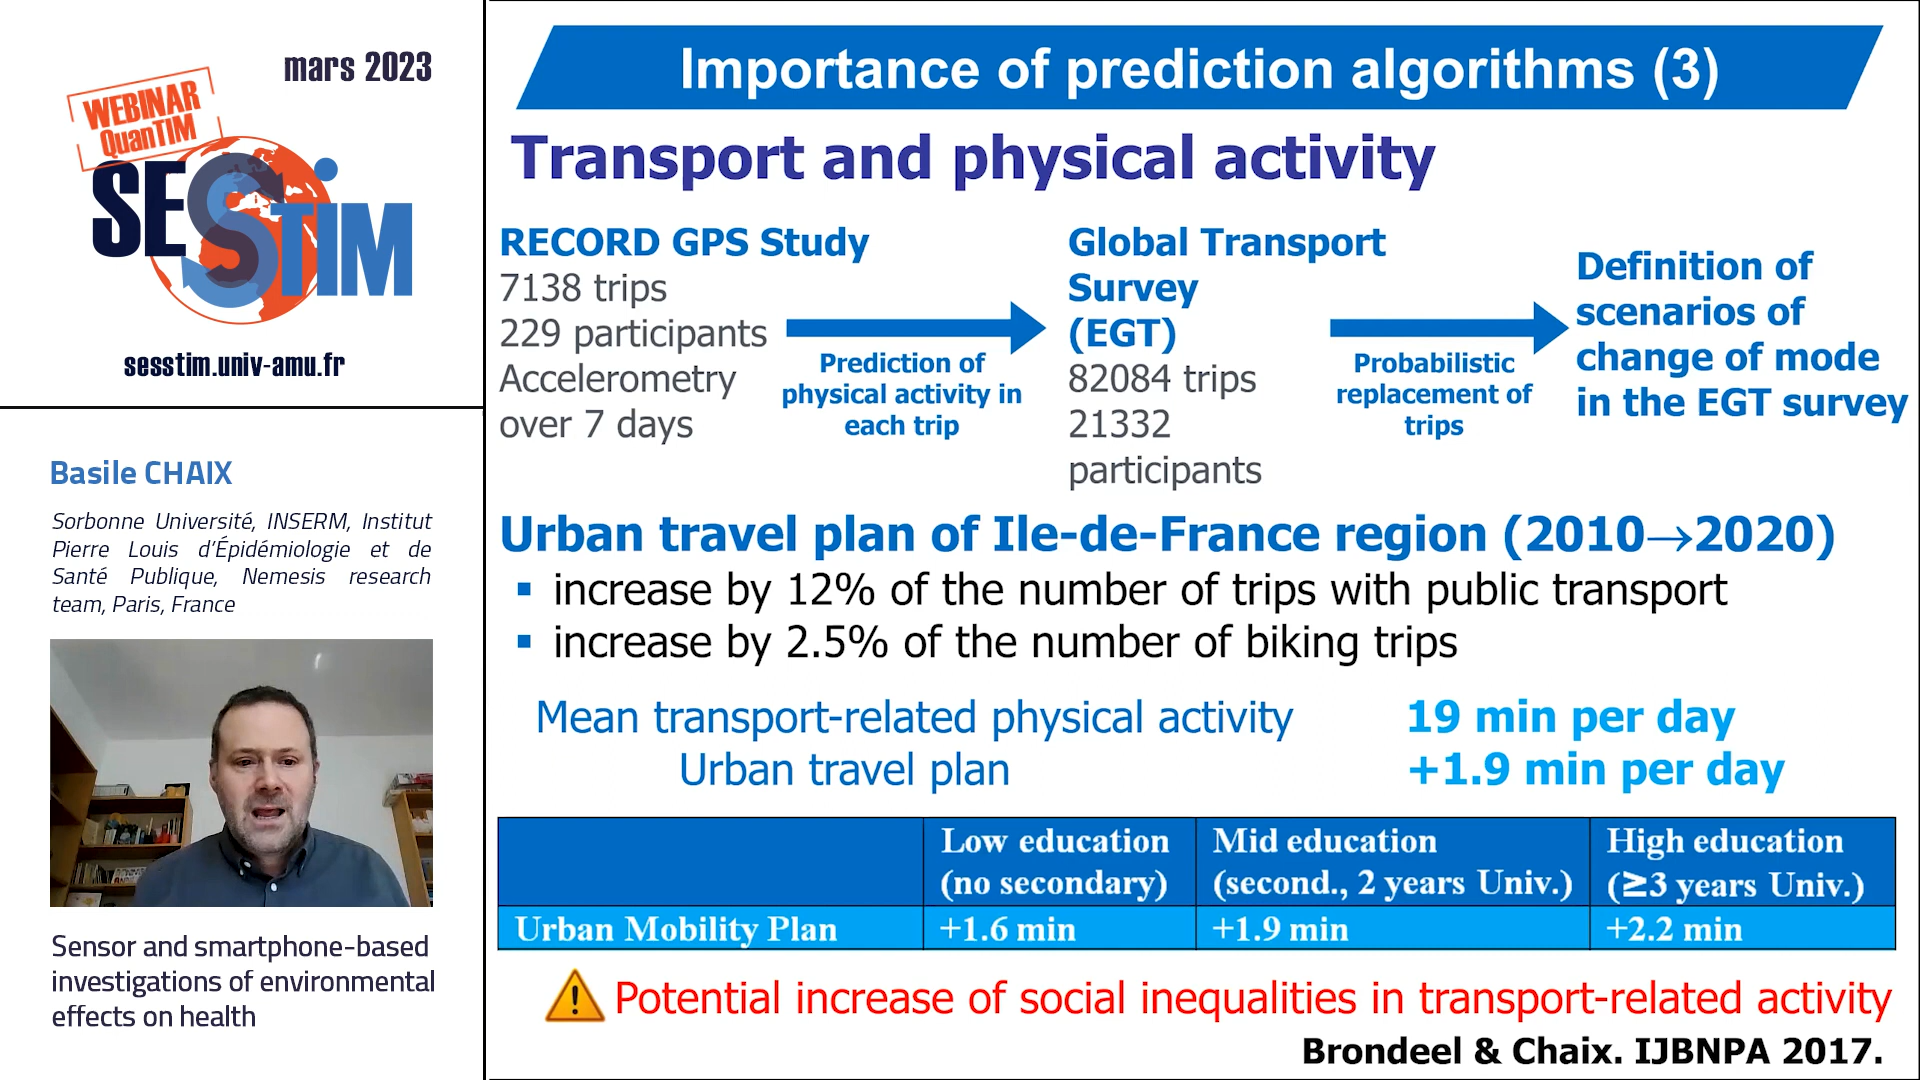 mars 2023
WEBINAR
QuanTIM
SESSTIM
sesstim.univ-amu.fr
Basile CHAIX
Sorbonne Université, INSERM, Institut
Pierre Louis d’Épidémiologie et de
Santé Publique, Nemesis research
team, Paris, France
Sensor and smartphone-based
investigations of environmental
effects on health
Importance of prediction algorithms (3)
Transport and physical activity
RECORD GPS Study
7138 trips
229 participants
Accelerometry
over 7 days
Prediction of
physical activity in
each trip
Global Transport
Survey
(EGT)
82084 trips
21332
participants
Probabilistic
replacement of
trips
Definition of
scenarios of
change of mode
in the EGT survey
Urban travel plan of Ile-de-France region (2010→2020)
▪ increase by 12% of the number of trips with public transport
▪ increase by 2.5% of the number of biking trips
Mean transport-related physical activity 19 min per day
Urban travel plan +1.9 min per day
Low education Mid education High education
(no secondary) (second., 2 years Univ.) (≥3 years Univ.)
Urban Mobility Plan +1.6 min +1.9 min +2.2 min
Potential increase of social inequalities in transport-related activity
Brondeel & Chaix. IJBNPA 2017.